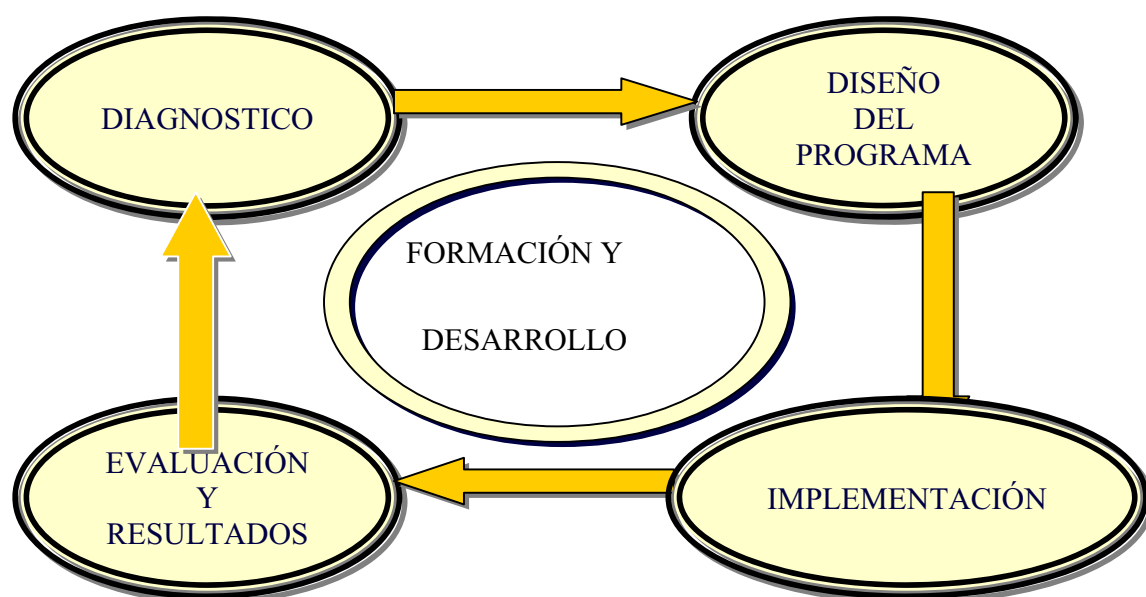 DIAGNOSTICO
DISEÑO
DEL
PROGRAMA
FORMACIÓN Y
DESARROLLO
EVALUACIÓN
Y
RESULTADOS
IMPLEMENTACIÓN